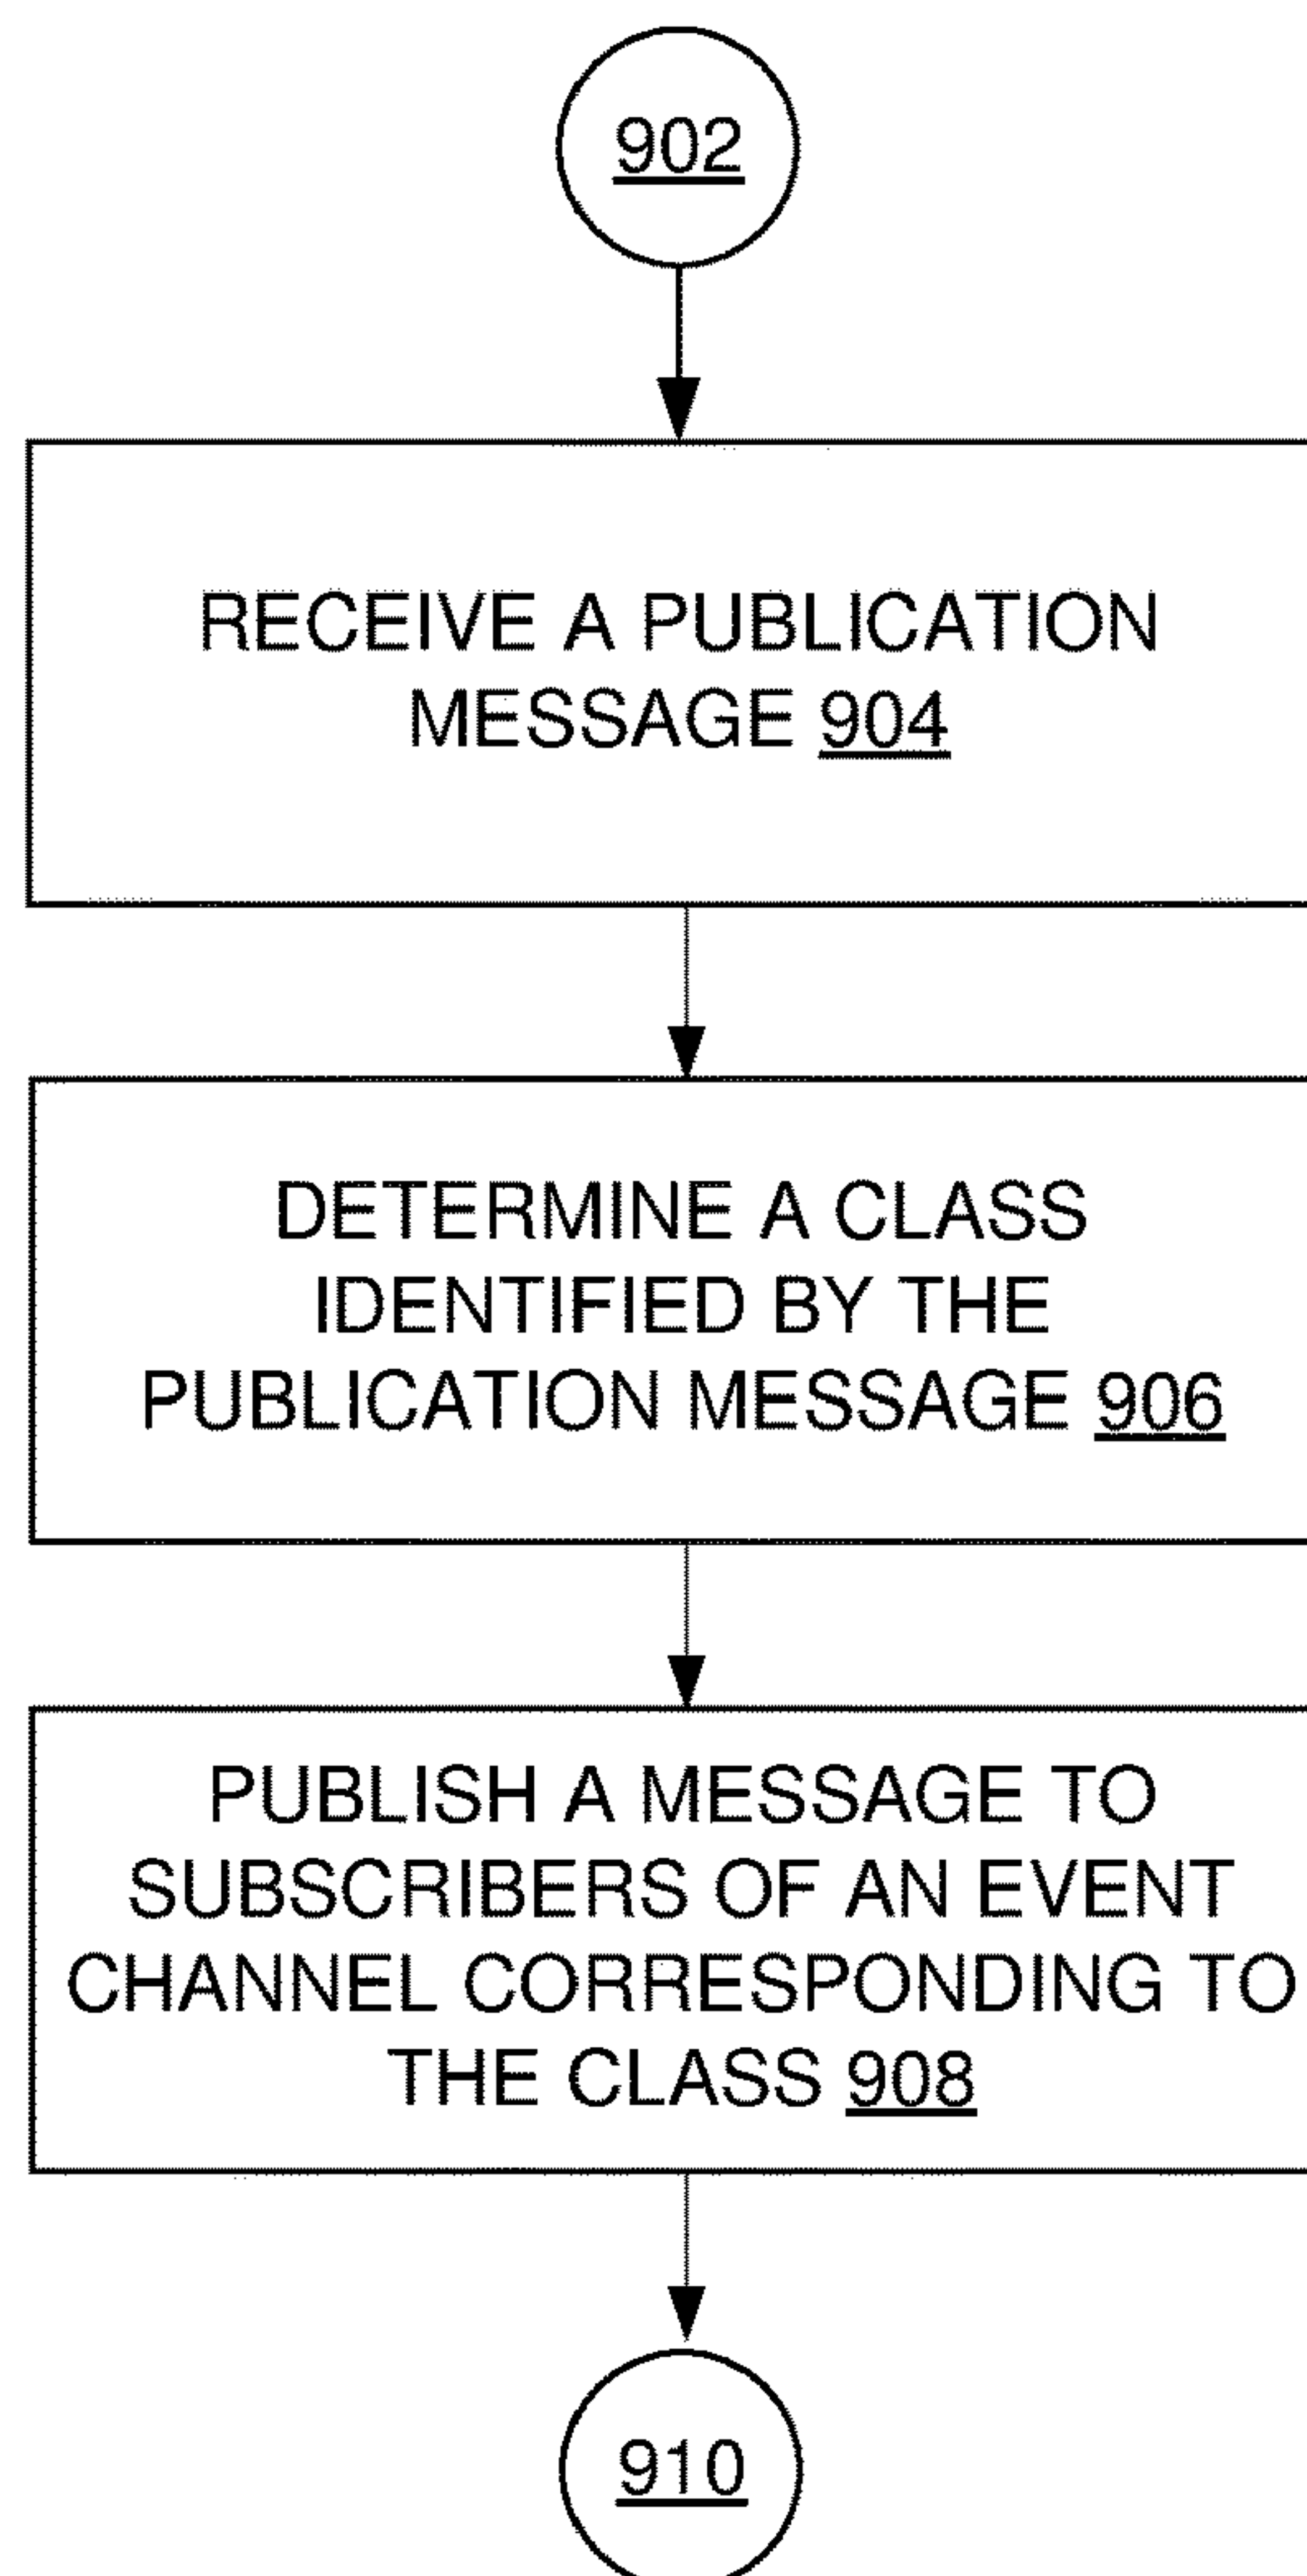 902
RECEIVE A PUBLICATION
MESSAGE 904
DETERMINE A CLASS
IDENTIFIED BY THE
PUBLICATION MESSAGE 906
PUBLISH A MESSAGE TO
SUBSCRIBERS OF AN EVENT
CHANNEL CORRESPONDING TO
THE CLASS 908
910